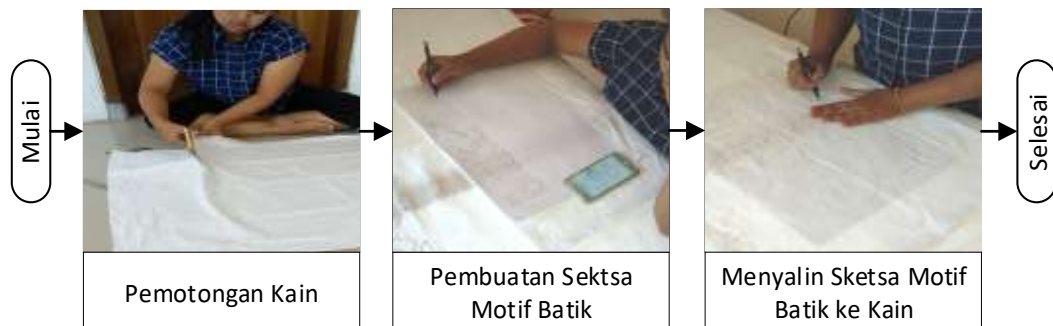 Mulai
Pemotongan Kain
Pembuatan Sektsa
Motif Batik
Menyalin Sketsa Motif
Batik ke Kain
Selesai